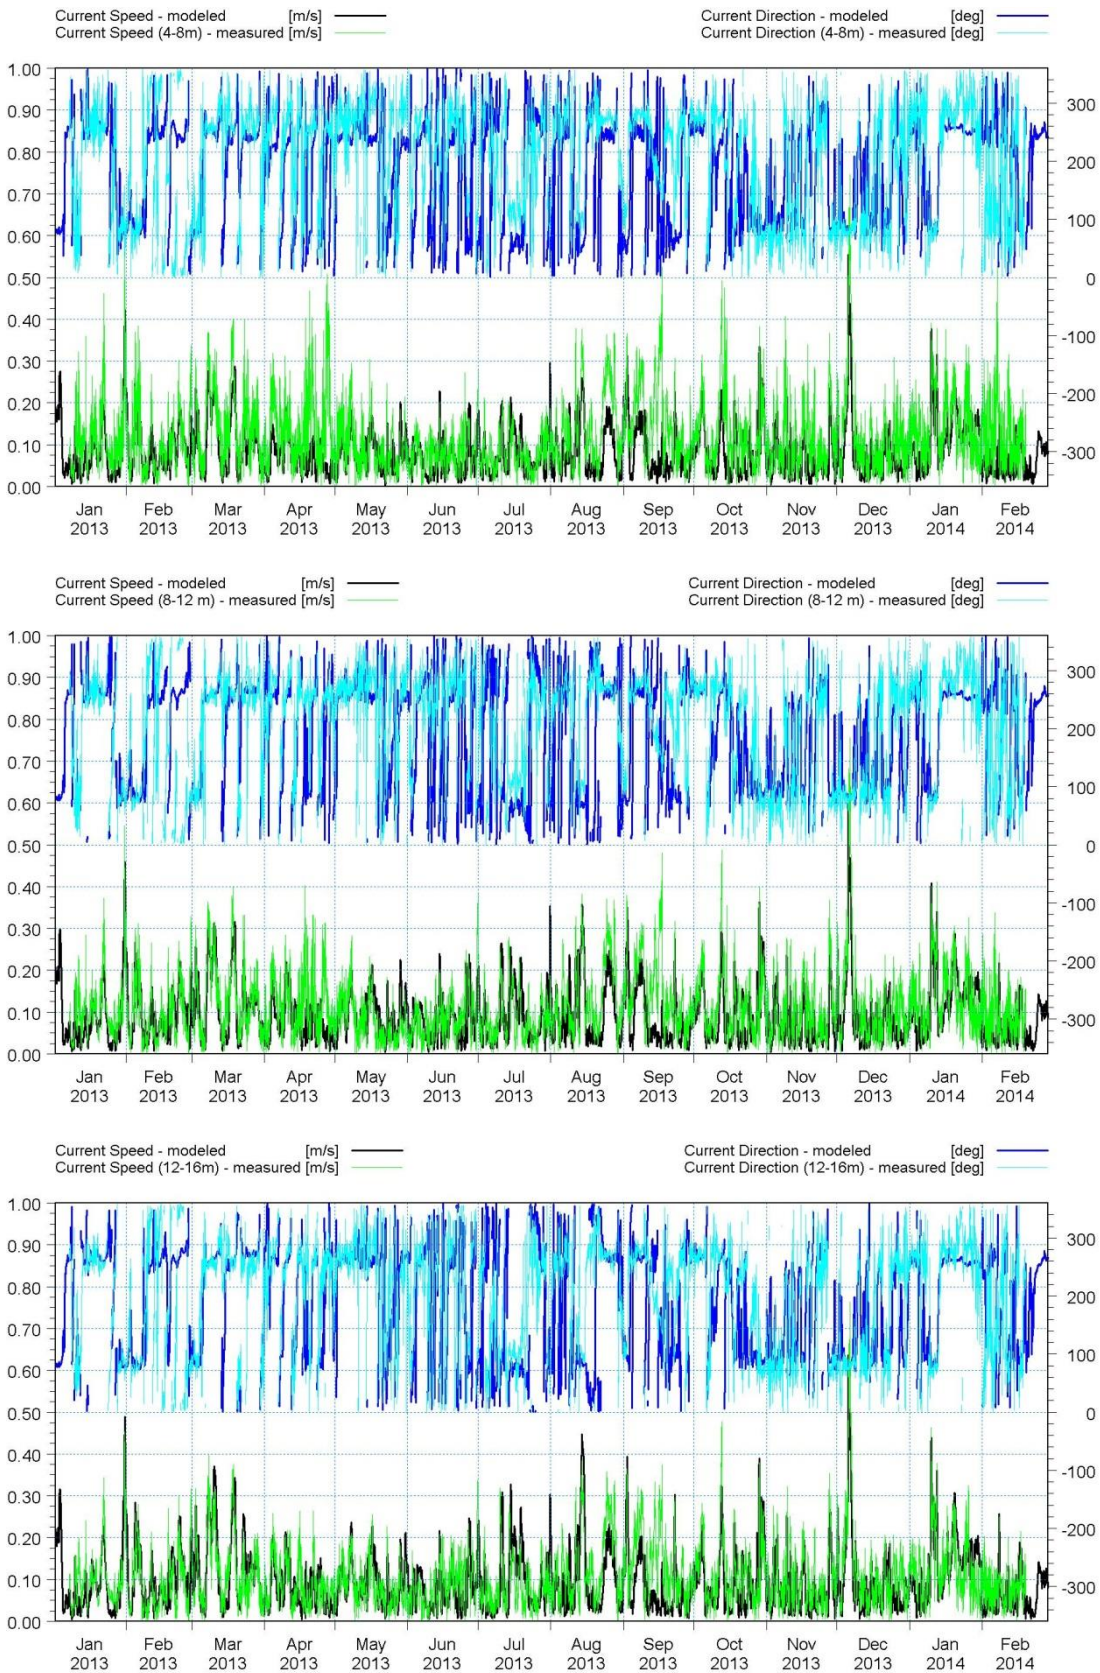 Current Speed - modeled [m/s] Current Direction - modeled [deg]
Current Speed (4-8m) - measured [m/s] Current Direction (4-8m) - measured [deg]
1.00
0.90 300
0.80 200
0.70
0.60 100
0.50 0
0.40 -100
0.30
0.20 -200
0.10 -300
0.00
Jan Feb Mar Apr May Jun Jul Aug Sep Oct Nov Dec Jan Feb
2013 2013 2013 2013 2013 2013 2013 2013 2013 2013 2013 2013 2014 2014
Current Speed - modeled [m/s] Current Direction - modeled [deg]
Current Speed (8-12 m) - measured [m/s] Current Direction (8-12 m) - measured [deg]
1.00
0.90 300
0.80 200
0.70
0.60 100
0.50 0
0.40 -100
0.30
0.20 -200
0.10 -300
0.00
Jan Feb Mar Apr May Jun Jul Aug Sep Oct Nov Dec Jan Feb
2013 2013 2013 2013 2013 2013 2013 2013 2013 2013 2013 2013 2014 2014
Current Speed - modeled [m/s] Current Direction - modeled [deg]
Current Speed (12-16m) - measured [m/s] Current Direction (12-16m) - measured [deg]
1.00
0.90 300
0.80 200
0.70
0.60 100
0.50 0
0.40 -100
0.30
0.20 -200
0.10 -300
0.00
Jan Feb Mar Apr May Jun Jul Aug Sep Oct Nov Dec Jan Feb
2013 2013 2013 2013 2013 2013 2013 2013 2013 2013 2013 2013 2014 2014